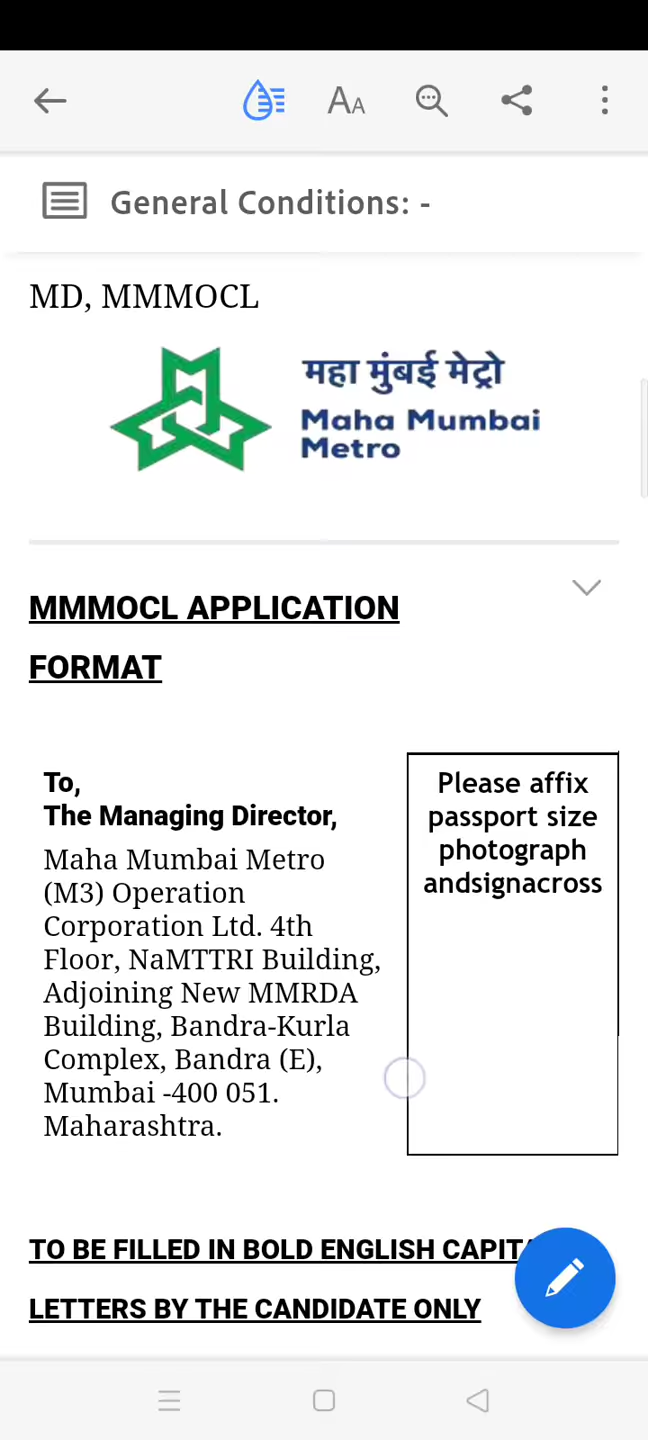 General Conditions: -
MD, MMMOCL
महा मुंबई मेट्रो
Maha Mumbai
Metro
MMMOCL APPLICATION
FORMAT
To,
The Managing Director,
Maha Mumbai Metro
(M3) Operation
Corporation Ltd. 4th
Floor, NaMTTRI Building,
Adjoining New MMRDA
Building, Bandra-Kurla
Complex, Bandra (E),
Mumbai -400 051.
Maharashtra.
Please affix
passport size
photograph
andsignacross
TO BE FILLED IN BOLD ENGLISH
LETTERS BY THE CANDIDATE ONLY